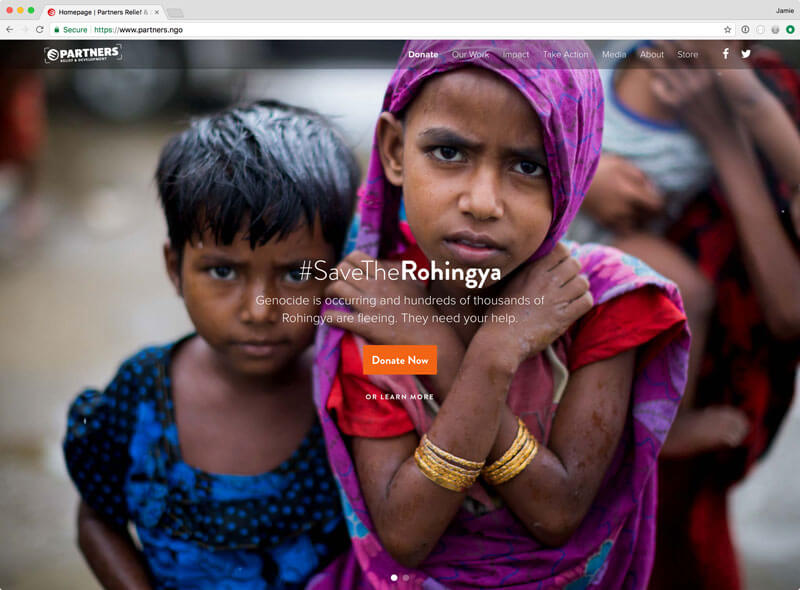 Homepage | Partners Relief &
Jamie
Secure
https://www.partners.ngo
PARTNERS
RELIEF & DEVELOPMENT
Donate Our Work Impact Take Action Media About Store
#SaveTheRohingya
Genocide is occurring and hundreds of thousands of
Rohingya are fleeing. They need your help.
Donate Now
OR LEARN MORE